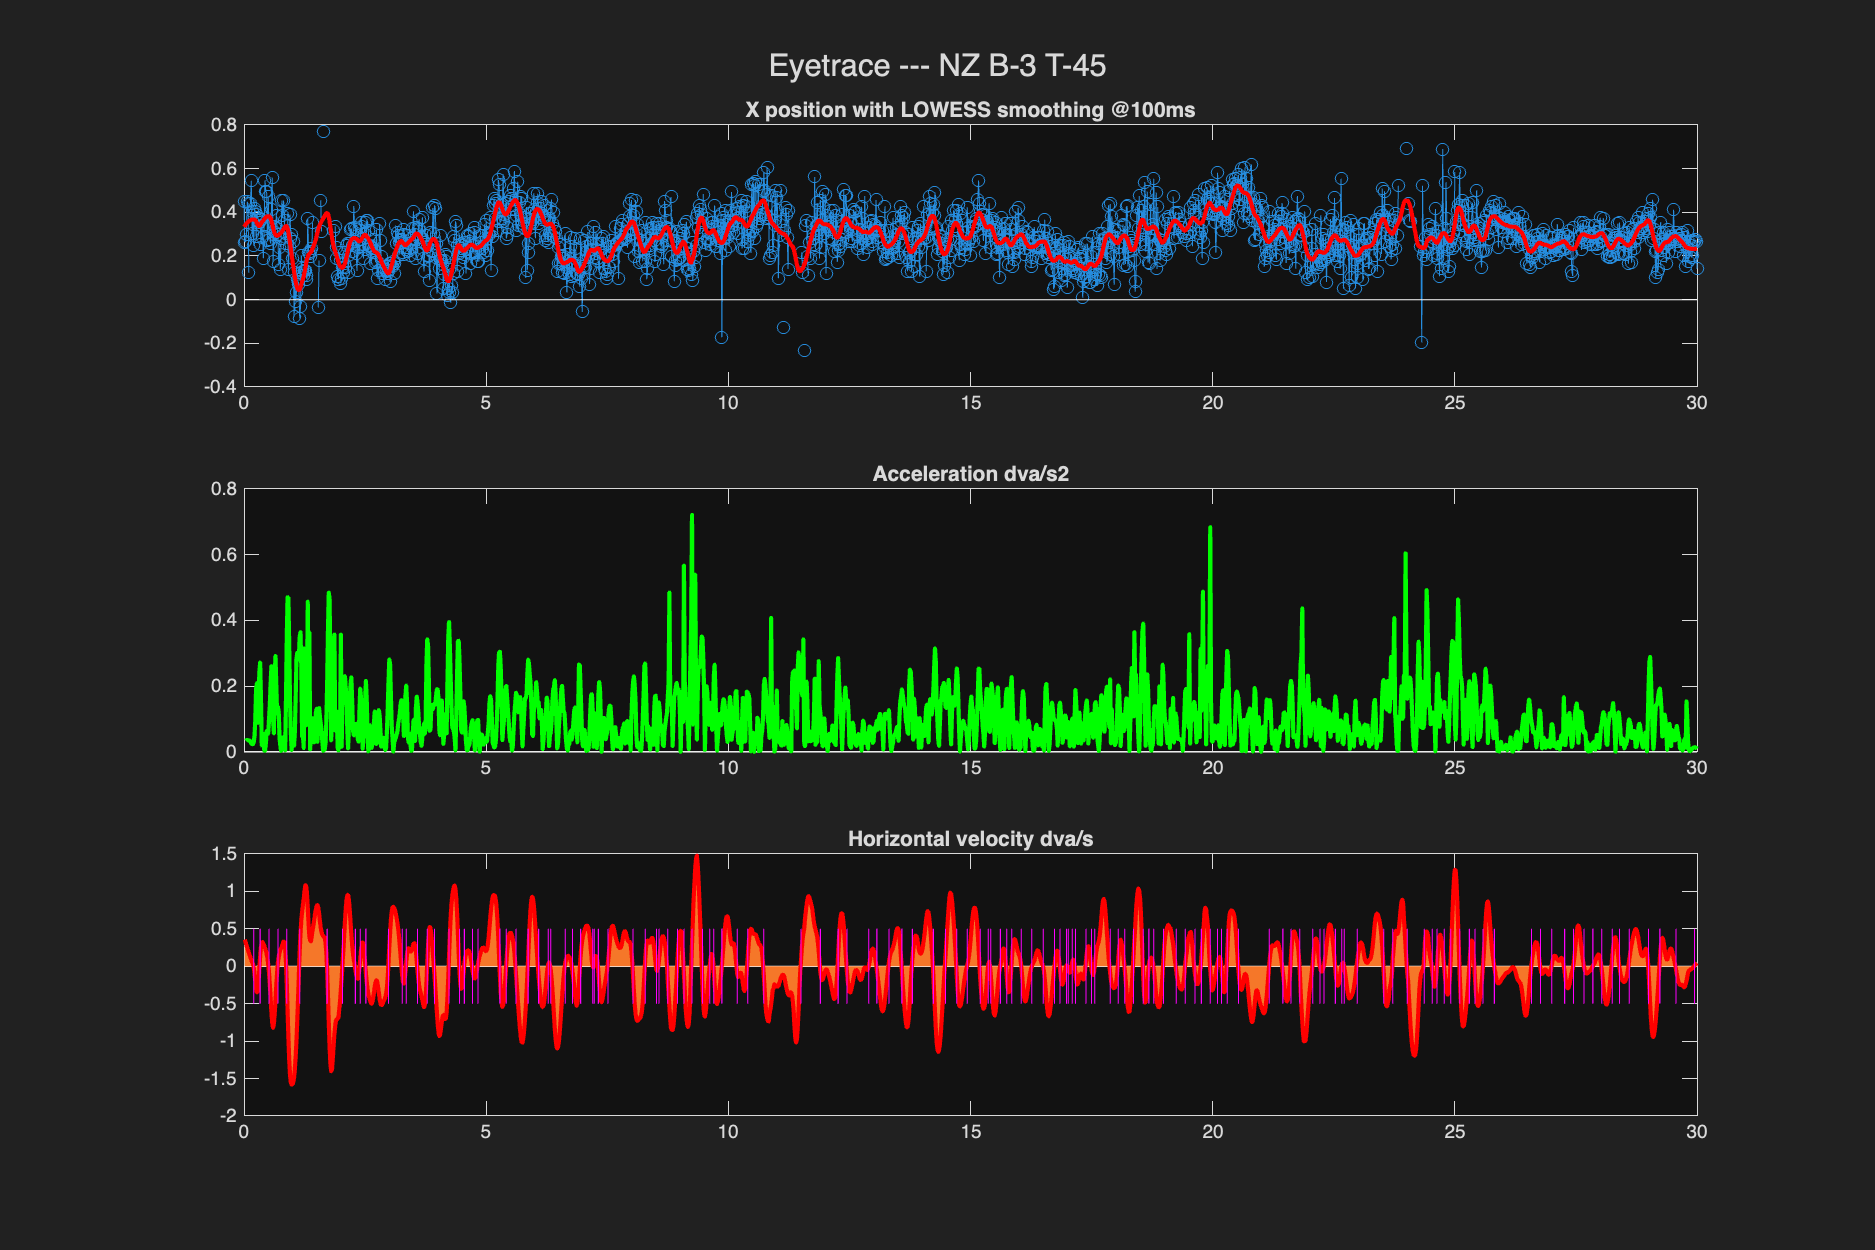 Eyetrace --- NZ B-3 T-45
X position with LOWESS smoothing @100ms
0.8
0.6
0.4
0.2
0
-0.2
-0.4
0 5 10 15 20 25 30
Acceleration dva/s2
0.8
0.6
0.4
0.2
0
0 5 10 15 20 25 30
Horizontal velocity dva/s
1.5
1
0.5
0
-0.5
-1
-1.5
-2
0 5 10 15 20 25 30